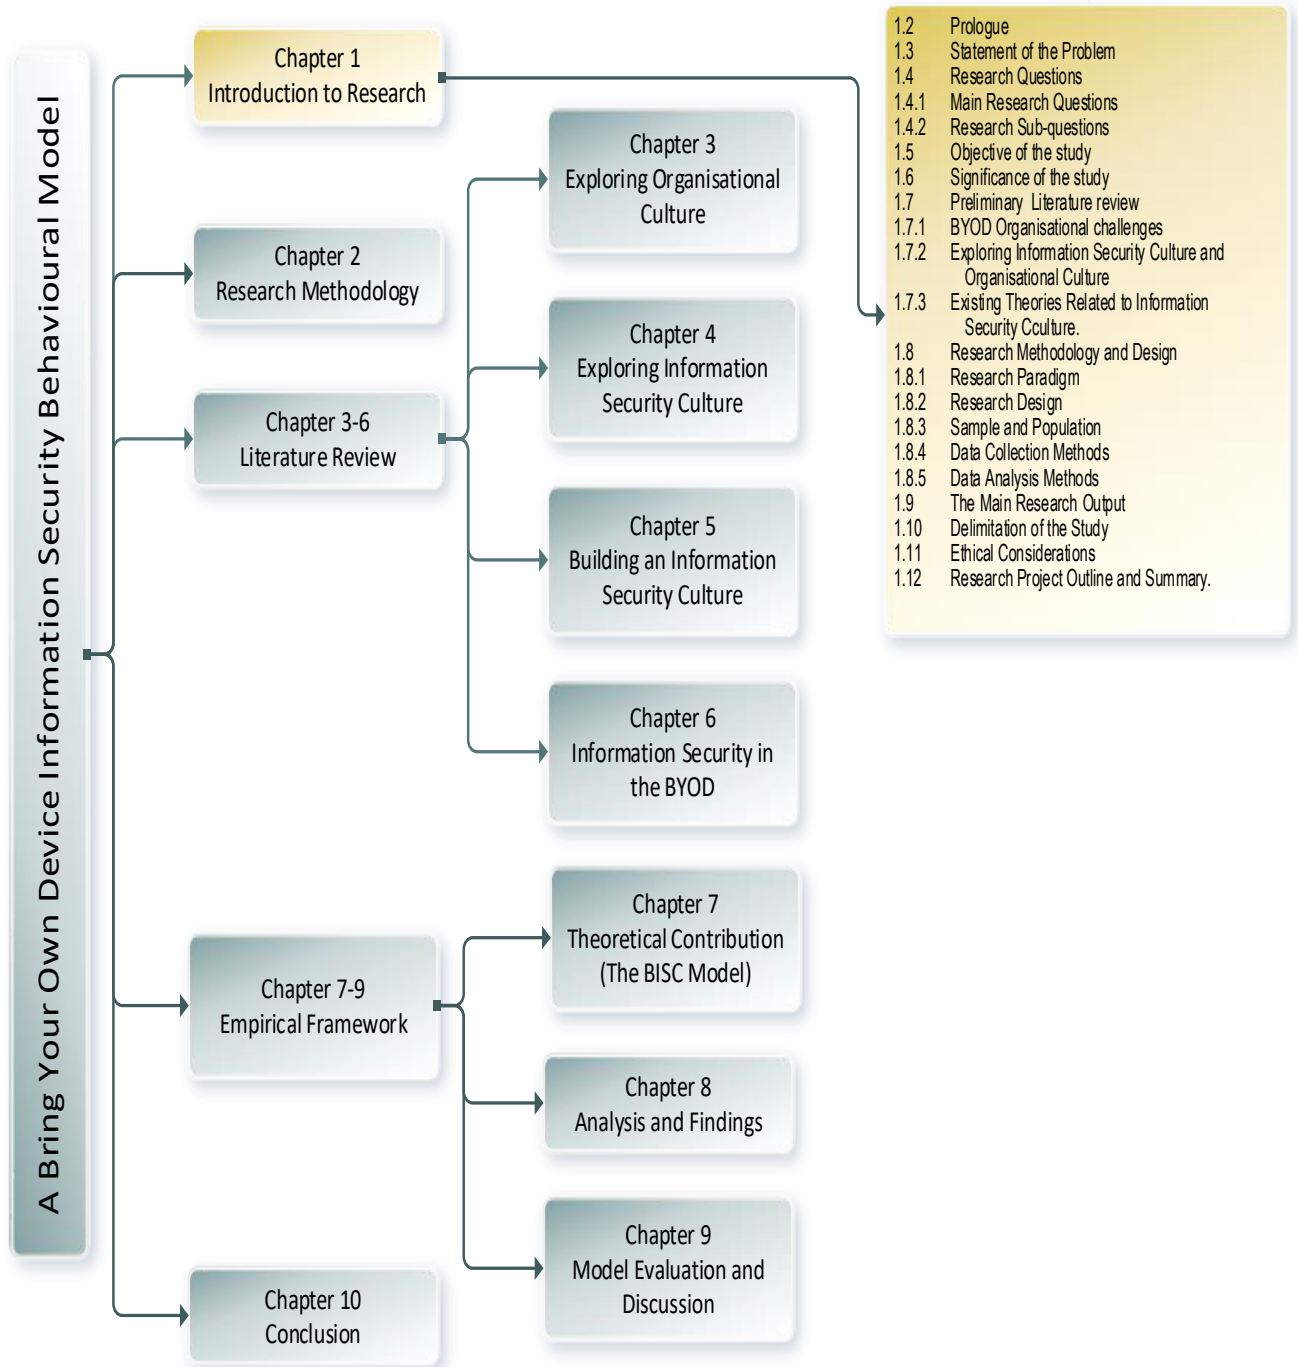 A Bring Your Own Device Information Security Behavioural Model
Chapter 1
Introduction to Research
Chapter 2
Research Methodology
Chapter 3-6
Literature Review
Chapter 7-9
Empirical Framework
Chapter 10
Conclusion
Chapter 3
Exploring Organisational
Culture
Chapter 4
Exploring Information
Security Culture
Chapter 5
Building an Information
Security Culture
Chapter 6
Information Security in
the BYOD
Chapter 7
Theoretical Contribution
(The BISC Model)
Chapter 8
Analysis and Findings
Chapter 9
Model Evaluation and
Discussion
1.2 Prologue
1.3 Statement of the Problem
1.4 Research Questions
1.4.1 Main Research Questions
1.4.2 Research Sub-questions
1.5 Objective of the study
1.6 Significance of the study
1.7 Preliminary Literature review
1.7.1 BYOD Organisational challenges
1.7.2 Exploring Information Security Culture and
Organisational Culture
1.7.3 Existing Theories Related to Information
Security Cculture.
1.8 Research Methodology and Design
1.8.1 Research Paradigm
1.8.2 Research Design
1.8.3 Sample and Population
1.8.4 Data Collection Methods
1.8.5 Data Analysis Methods
1.9 The Main Research Output
1.10 Delimitation of the Study
1.11 Ethical Considerations
1.12 Research Project Outline and Summary.